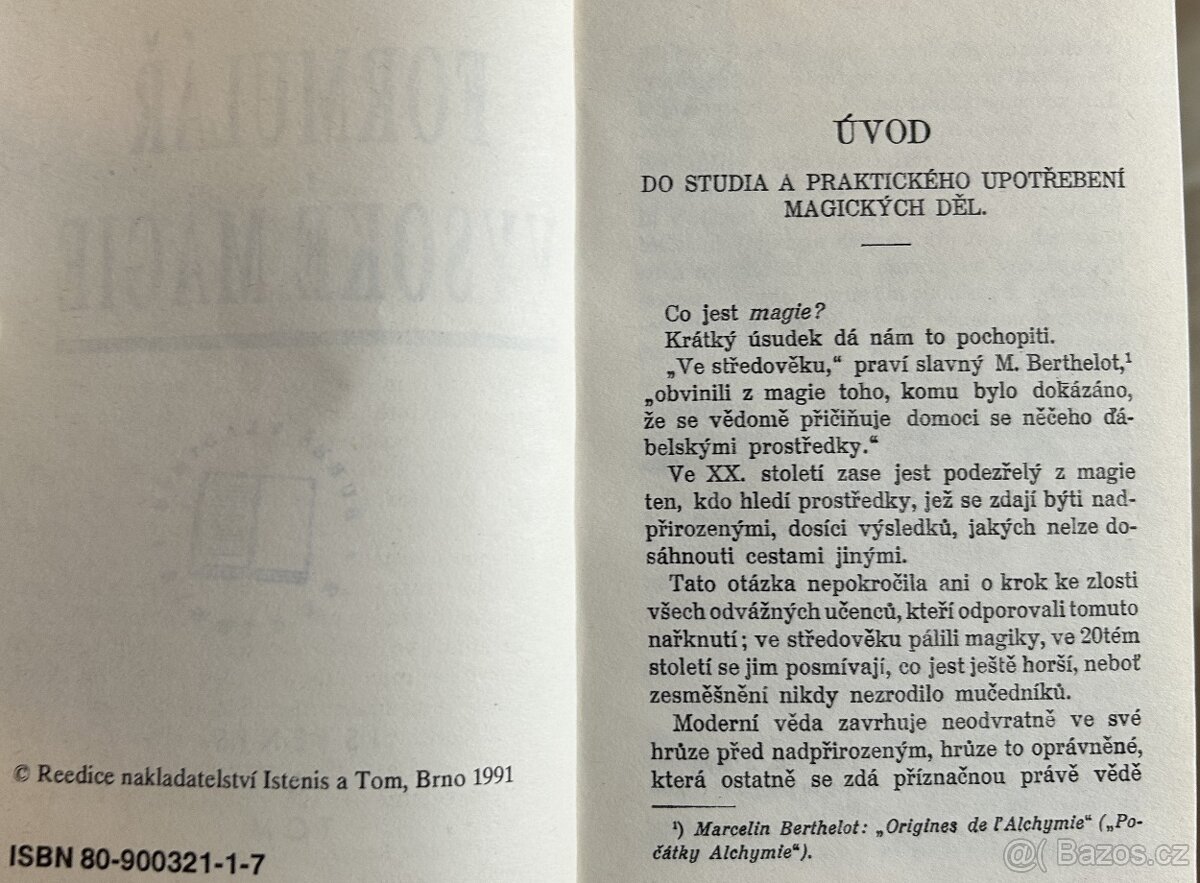 FORMULÁŘ
VYSOKÉ MAGIE
© Reedice nakladatelství Istenis a Tom, Brno 1991
ISBN 80-900321-1-7
ÚVOD
DO STUDIA A PRAKTICKÉHO UPOTŘEBENÍ
MAGICKÝCH DĚL.
Co jest magie?
Krátký úsudek dá nám to pochopiti.
„Ve středověku,“ praví slavný M. Berthelot,¹
„obvinili z magie toho, komu bylo dokázáno,
že se vědomě přičiňuje domoci se něčeho ďá-
belskými prostředky.“
Ve XX. století zase jest podezřelý z magie
ten, kdo hledí prostředky, jež se zdají býti nad-
přirozenými, dosíci výsledků, jakých nelze do-
sáhnouti cestami jinými.
Tato otázka nepokročila ani o krok ke zlosti
všech odvážných učenců, kteří odporovali tomuto
nařknutí; ve středověku pálili magiky, ve 20tém
století se jim posmívají, co jest ještě horší, neboť
zesměšnění nikdy nezrodilo mučedníků.
Moderní věda zavrhuje neodvratně ve své
hrůze před nadpřirozeným, hrůze to oprávněné,
která ostatně se zdá příznačnou právě vědě
¹) Marcelin Berthelot: „Origines de l'Alchymie“ („Po-
čátky Alchymie“).
@( Bazos.cz